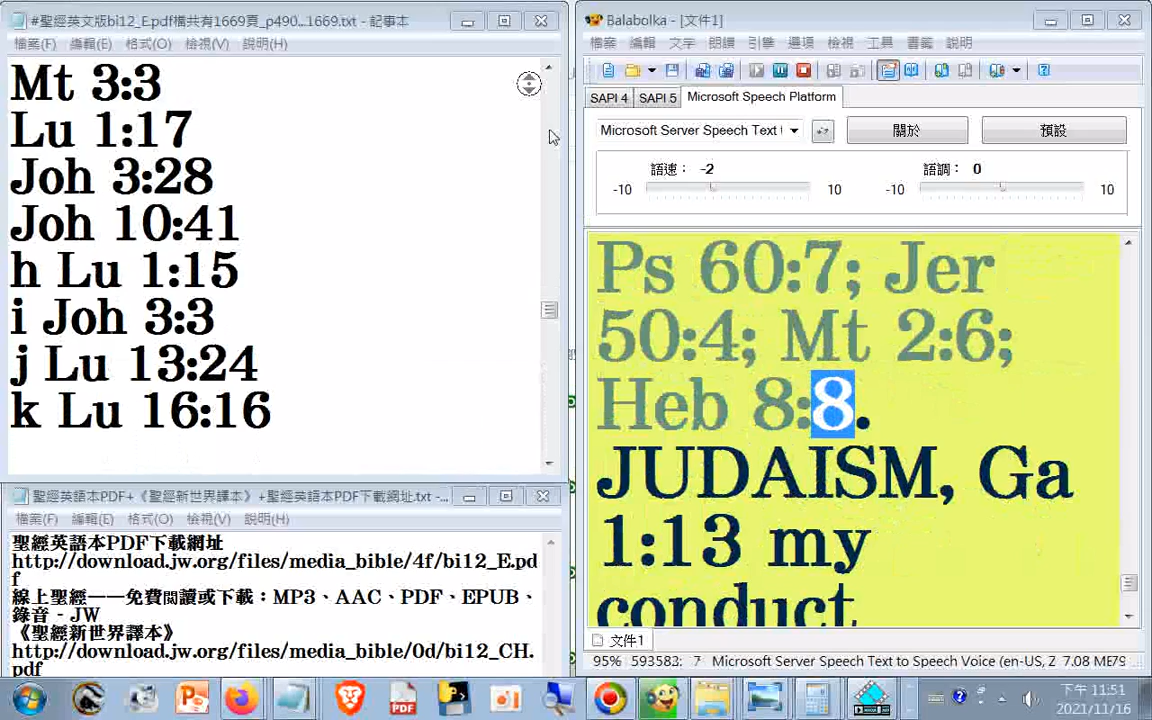 #聖經英文版bi12_E.pdf橫共有1669頁_p490...1669.txt - 記事本
檔案(F) 編輯(E) 格式(O) 檢視(V) 說明(H)
Mt 3:3
Lu 1:17
Joh 3:28
Joh 10:41
h Lu 1:15
i Joh 3:3
j Lu 13:24
k Lu 16:16
聖經英語本PDF+《聖經新世界譯本》+聖經英語本PDF下載網址.txt -...
檔案(F) 編輯(E) 格式(O) 檢視(V) 說明(H)
聖經英語本PDF下載網址
http://download.jw.org/files/media_bible/4f/bi12_E.pd
f
線上聖經——免費閱讀或下載：MP3、AAC、PDF、EPUB、
錄音 - JW
《聖經新世界譯本》
http://download.jw.org/files/media_bible/0d/bi12_CH.
pdf
Balabolka - [文件1]
檔案 編輯 文字 朗讀 引擎 選項 檢視 工具 書籤 說明
SAPI 4 SAPI 5 Microsoft Speech Platform
Microsoft Server Speech Text 關於 預設
語速： -2 語調： 0
-10 10 -10 10
Ps 60:7; Jer
50:4; Mt 2:6;
Heb 8:8.
JUDAISM, Ga
1:13 my
conduct
文件1
95% 593582: 7 Microsoft Server Speech Text to Speech Voice (en-US, Z 7.08 ME
下午 11:51
2021/11/16